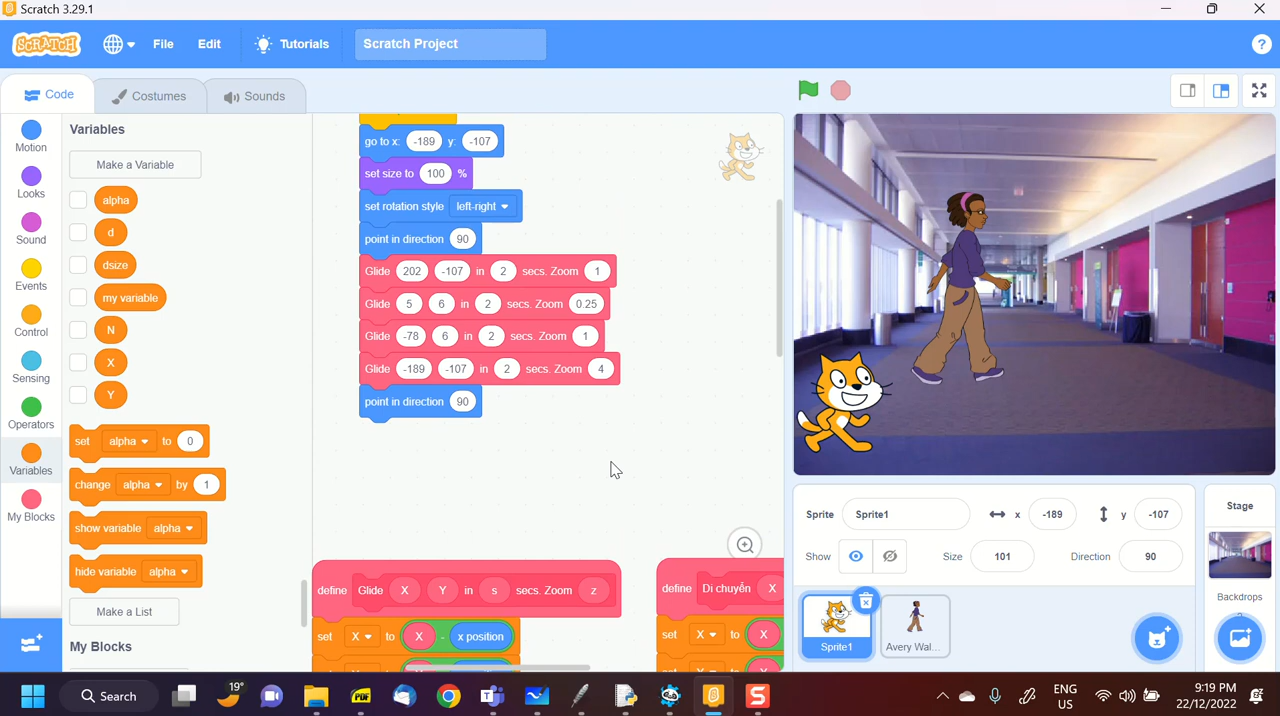 Scratch 3.29.1
SCRATCH
File
Edit
Tutorials
Scratch Project
?
Code
Costumes
Sounds
Motion
Looks
Sound
Events
Control
Sensing
Operators
Variables
My Blocks
Variables
Make a Variable
alpha
d
dsize
my variable
N
X
Y
set alpha to 0
change alpha by 1
show variable alpha
hide variable alpha
Make a List
My Blocks
go to x: -189 y: -107
set size to 100 %
set rotation style left-right
point in direction 90
Glide 202 -107 in 2 secs. Zoom 1
Glide 5 6 in 2 secs. Zoom 0.25
Glide -78 6 in 2 secs. Zoom 1
Glide -189 -107 in 2 secs. Zoom 4
point in direction 90
define Glide X Y in s secs. Zoom z
set X to X - x position
define Di chuyển X
set X to X
Sprite Sprite1 x -189 y -107
Show Size 101 Direction 90
Sprite1
Avery Wal...
Stage
Backdrops
Search
19°
PDF
ENG
US
9:19 PM
22/12/2022